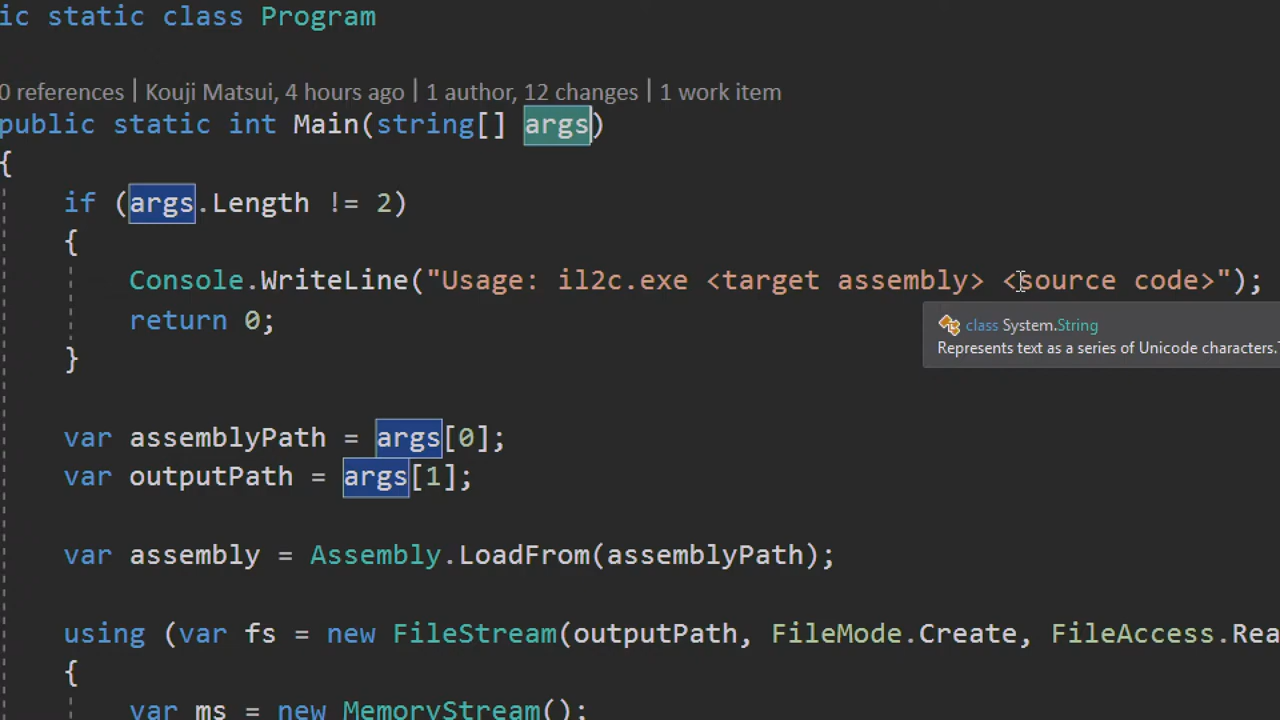 ic static class Program
0 references | Kouji Matsui, 4 hours ago | 1 author, 12 changes | 1 work item
public static int Main(string[] args)
{
if (args.Length != 2)
{
Console.WriteLine("Usage: il2c.exe <target assembly> <source code>");
return 0;
}
class System.String
Represents text as a series of Unicode characters.
var assemblyPath = args[0];
var outputPath = args[1];
var assembly = Assembly.LoadFrom(assemblyPath);
using (var fs = new FileStream(outputPath, FileMode.Create, FileAccess.Rea
{
var ms = new MemoryStream();